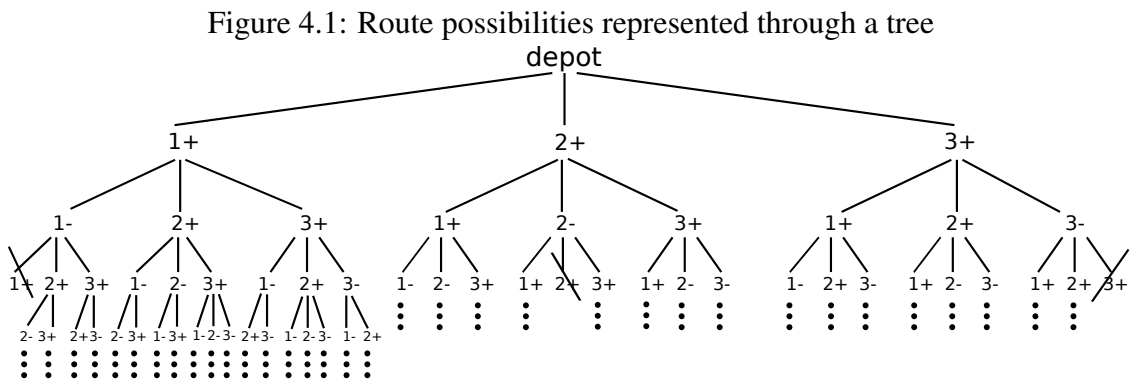 Figure 4.1: Route possibilities represented through a tree
depot
1+ 2+ 3+
1- 2+ 3+ 1+ 2- 3+ 1+ 2+ 3-
1+ 2+ 3+ 1- 2- 3+ 1- 2+ 3- 1- 2- 3+ 1+ 2+ 3+ 1+ 2- 3- 1- 2+ 3- 1+ 2- 3- 1+ 2+ 3+
2- 3+ 2+ 3- 2- 3+ 1- 3+ 1- 2- 3- 2+ 3- 1- 2- 3- 1- 2+